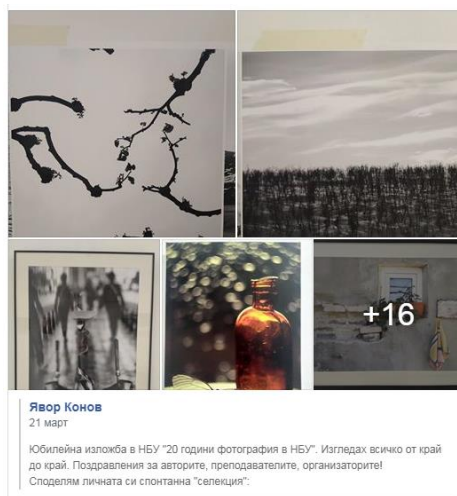 +16
Явор Конов
21 март
Юбилейна изложба в НБУ "20 години фотография в НБУ". Изгледах всичко от край
до край. Поздравления за авторите, преподавателите, организаторите!
Споделям личната си спонтанна "селекция":